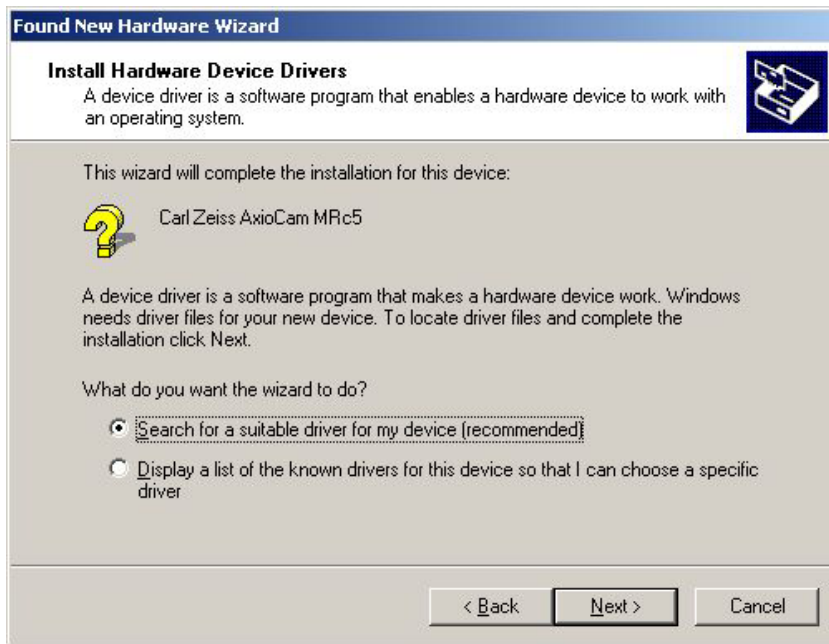 Found New Hardware Wizard
Install Hardware Device Drivers
A device driver is a software program that enables a hardware device to work with
an operating system.
This wizard will complete the installation for this device:
Carl Zeiss AxioCam MRc5
A device driver is a software program that makes a hardware device work. Windows
needs driver files for your new device. To locate driver files and complete the
installation click Next.
What do you want the wizard to do?
Search for a suitable driver for my device (recommended)
Display a list of the known drivers for this device so that I can choose a specific
driver
< Back Next > Cancel